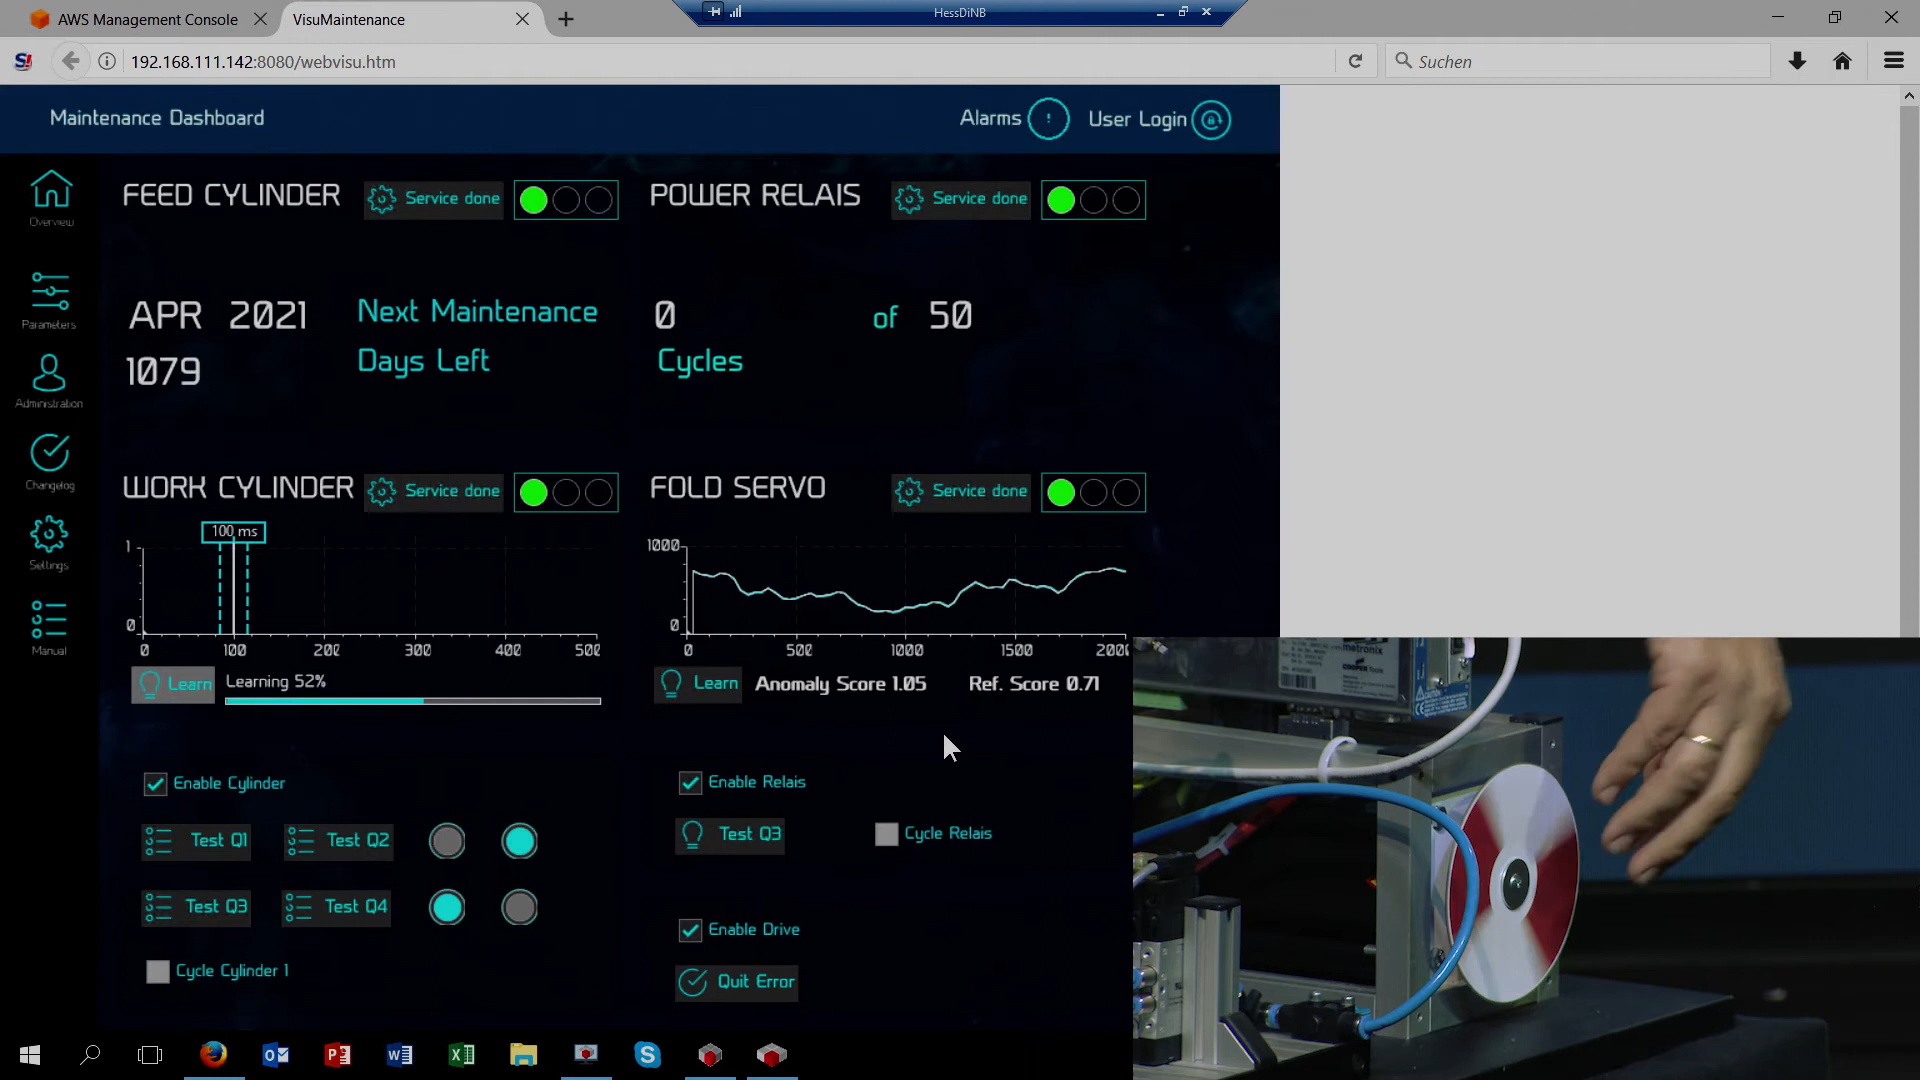 AWS Management Console
VisuMaintenance
HessDiNB
192.168.111.142:8080/webvisu.htm
Suchen
Maintenance Dashboard
Alarms
User Login
Overview
Parameters
Administration
Changelog
Settings
Manual
FEED CYLINDER
Service done
APR 2021
Next Maintenance
1079
Days Left
POWER RELAIS
Service done
0 of 50
Cycles
WORK CYLINDER
Service done
100 ms
1
0
0 100 200 300 400 500
Learn
Learning 52%
FOLD SERVO
Service done
1000
0
0 500 1000 1500 2000
Learn
Anomaly Score 1.05
Ref. Score 0.71
Enable Cylinder
Test Q1
Test Q2
Test Q3
Test Q4
Cycle Cylinder 1
Enable Relais
Test Q3
Cycle Relais
Enable Drive
Quit Error
metronix
COOPER Tools